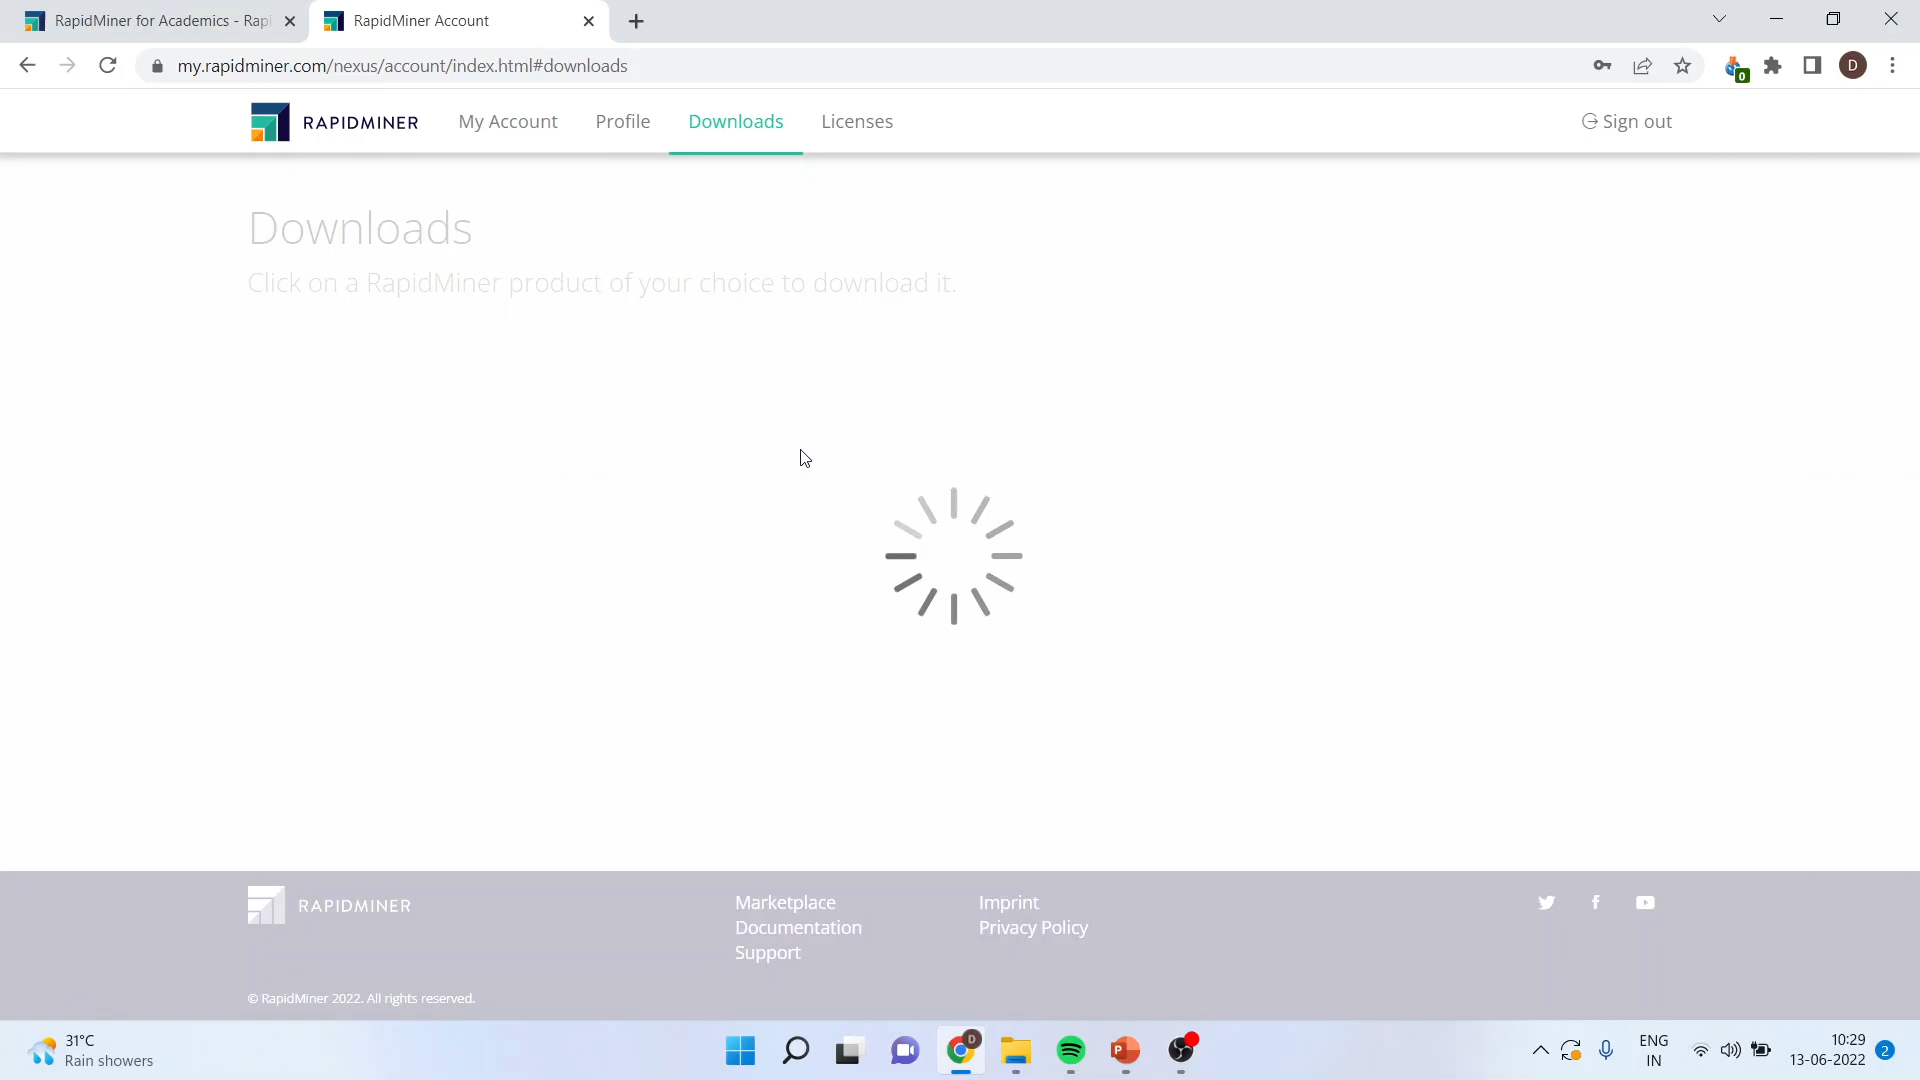 RapidMiner for Academics - Rapi
RapidMiner Account
my.rapidminer.com/nexus/account/index.html#downloads
0
D
RAPIDMINER
My Account
Profile
Downloads
Licenses
Sign out
Downloads
Click on a RapidMiner product of your choice to download it.
RAPIDMINER
Marketplace
Documentation
Support
Imprint
Privacy Policy
© RapidMiner 2022. All rights reserved.
31°C
Rain showers
D
P
ENG
IN
10:29
13-06-2022
2